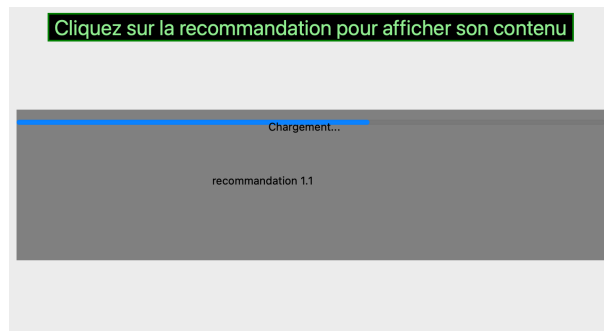 Cliquez sur la recommandation pour afficher son contenu
Chargement...
recommandation 1.1